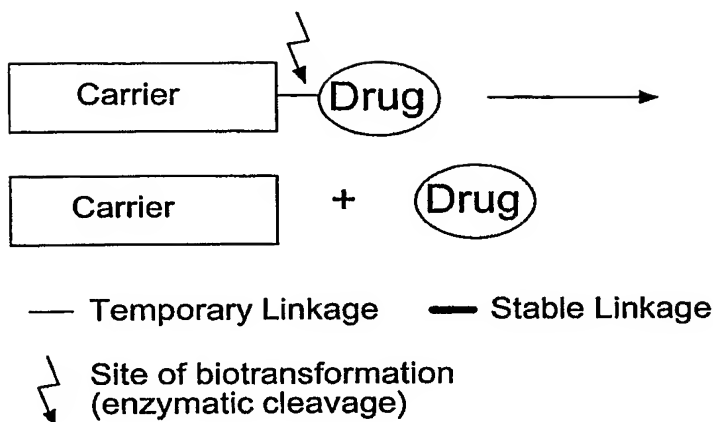 Carrier Drug
Carrier + Drug
Temporary Linkage Stable Linkage
Site of biotransformation
(enzymatic cleavage)